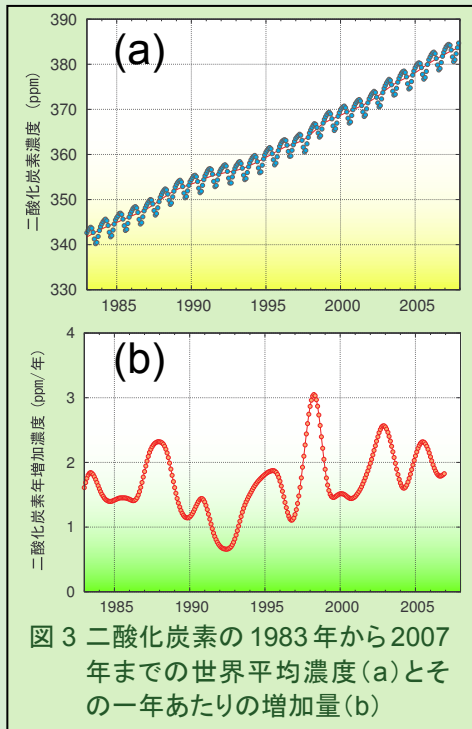 (a)
二酸化炭素濃度 (ppm)
390
380
370
360
350
340
330
1985 1990 1995 2000 2005
(b)
二酸化炭素年増加濃度 (ppm/年)
4
3
2
1
0
1985 1990 1995 2000 2005
図 3 二酸化炭素の 1983 年から 2007
年までの世界平均濃度(a)とそ
の一年あたりの増加量(b)